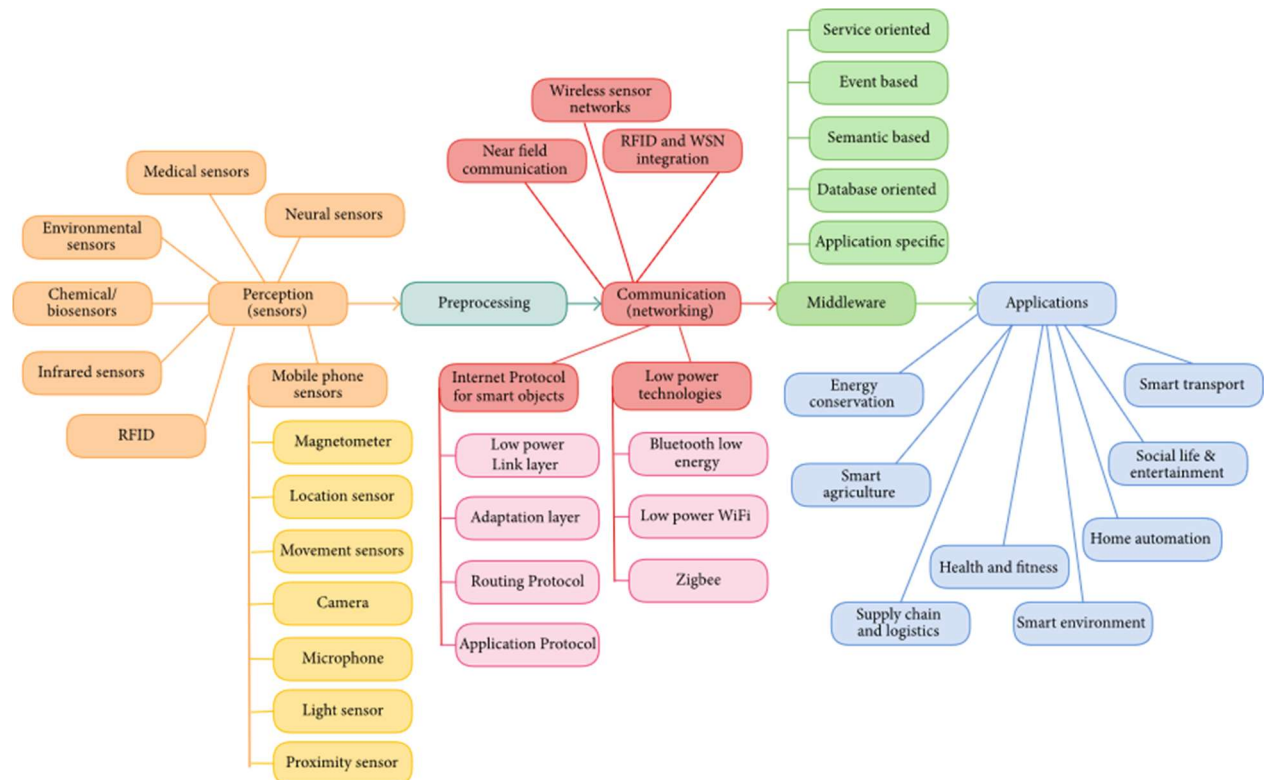 Service oriented
Event based
Semantic based
Database oriented
Application specific
Wireless sensor
networks
Near field
communication
RFID and WSN
integration
Medical sensors
Neural sensors
Environmental
sensors
Chemical/
biosensors
Infrared sensors
RFID
Perception
(sensors)
Preprocessing
Communication
(networking)
Middleware
Applications
Mobile phone
sensors
Magnetometer
Location sensor
Movement sensors
Camera
Microphone
Light sensor
Proximity sensor
Internet Protocol
for smart objects
Low power
Link layer
Adaptation layer
Routing Protocol
Application Protocol
Low power
technologies
Bluetooth low
energy
Low power WiFi
Zigbee
Energy
conservation
Smart
agriculture
Supply chain
and logistics
Health and fitness
Smart environment
Home automation
Social life &
entertainment
Smart transport